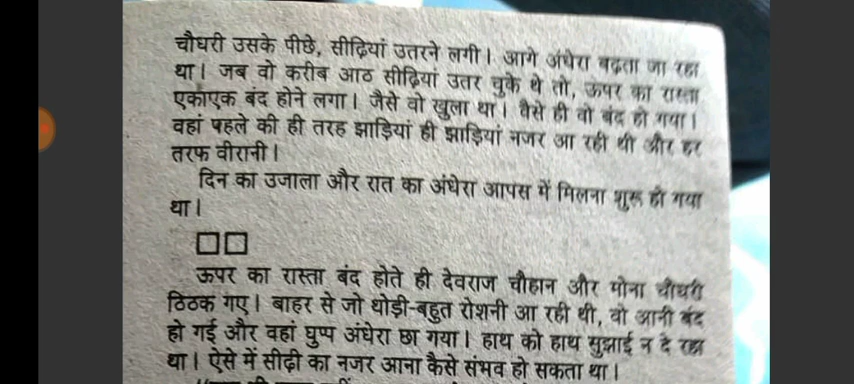 चौधरी उसके पीछे, सीढ़ियां उतरने लगी। आगे अंधेरा बढ़ता जा रहा
था। जब वो करीब आठ सीढ़ियां उतर चुके थे तो, ऊपर का रास्ता
एकाएक बंद होने लगा। जैसे वो खुला था। वैसे ही वो बंद हो गया।
वहां पहले की ही तरह झाड़ियां ही झाड़ियां नजर आ रही थी और हर
तरफ वीरानी।
दिन का उजाला और रात का अंधेरा आपस में मिलना शुरू हो गया
था।
ऊपर का रास्ता बंद होते ही देवराज चौहान और मोना चौधरी
ठिठक गए। बाहर से जो थोड़ी-बहुत रोशनी आ रही थी, वो आनी बंद
हो गई और वहां घुप्प अंधेरा छा गया। हाथ को हाथ सुझाई न दे रहा
था। ऐसे में सीढ़ी का नजर आना कैसे संभव हो सकता था।